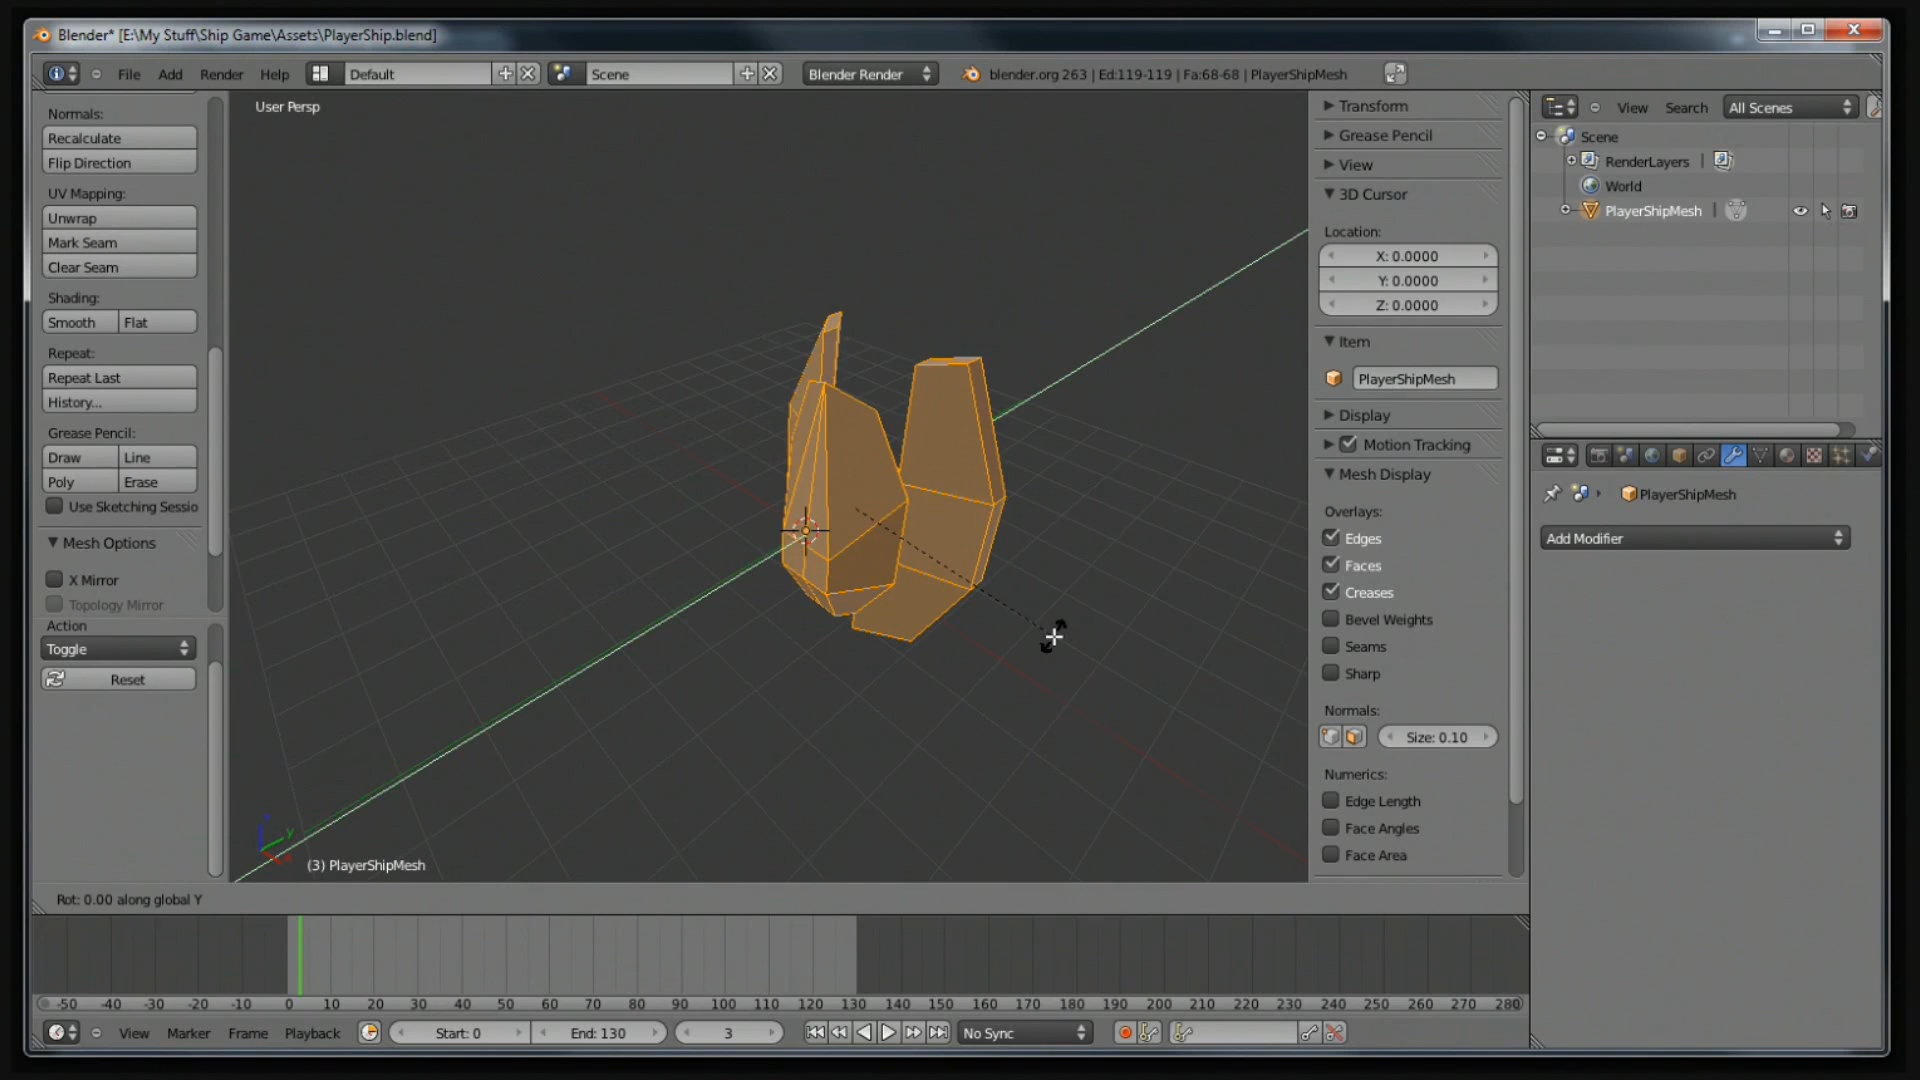 Blender* [E:\My Stuff\Ship Game\Assets\PlayerShip.blend]
File Add Render Help Default Scene Blender Render blender.org 263 | Ed:119-119 | Fa:68-68 | PlayerShipMesh
Normals:
Recalculate
Flip Direction
UV Mapping:
Unwrap
Mark Seam
Clear Seam
Shading:
Smooth Flat
Repeat:
Repeat Last
History...
Grease Pencil:
Draw Line
Poly Erase
Use Sketching Sessio
Mesh Options
X Mirror
Topology Mirror
Action
Toggle
Reset
User Persp
y
(3) PlayerShipMesh
Transform
Grease Pencil
View
3D Cursor
Location:
X: 0.0000
Y: 0.0000
Z: 0.0000
Item
PlayerShipMesh
Display
Motion Tracking
Mesh Display
Overlays:
Edges
Faces
Creases
Bevel Weights
Seams
Sharp
Normals:
Size: 0.10
Numerics:
Edge Length
Face Angles
Face Area
View Search All Scenes
Scene
RenderLayers |
World
PlayerShipMesh |
PlayerShipMesh
Add Modifier
Rot: 0.00 along global Y
-50 -40 -30 -20 -10 0 10 20 30 40 50 60 70 80 90 100 110 120 130 140 150 160 170 180 190 200 210 220 230 240 250 260 270 280
View Marker Frame Playback Start: 0 End: 130 3 No Sync